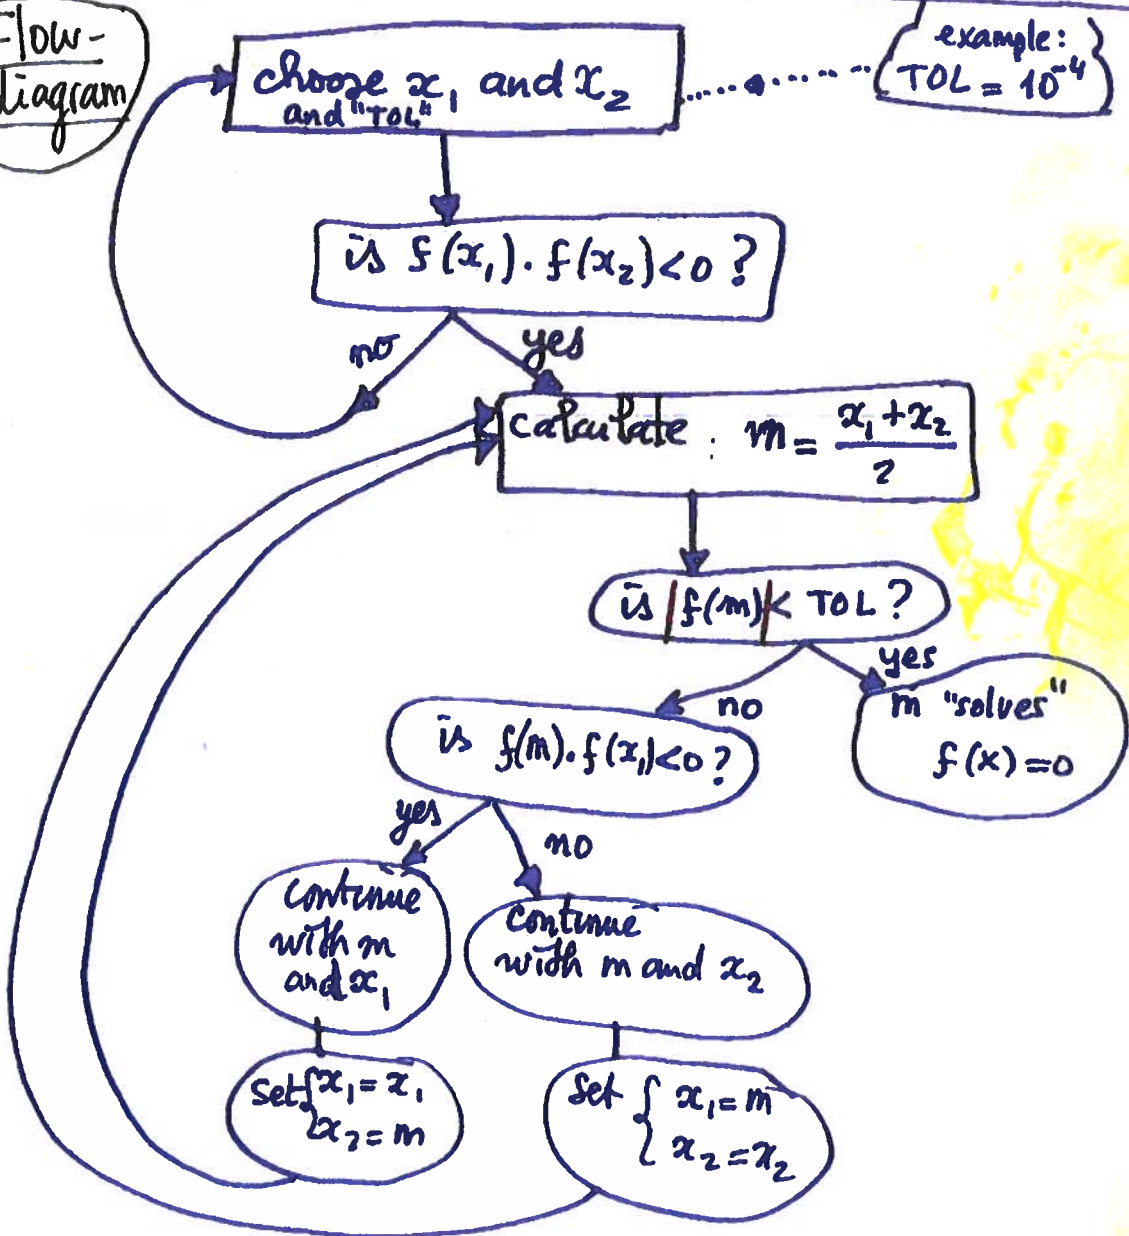 Flow-
diagram
choose x₁ and x₂
and "TOL"
example:
TOL = 10⁻⁴
is f(x₁). f(x₂)<0 ?
no
yes
calculate : m = (x₁+x₂)/2
is |f(m)|< TOL ?
yes
no
m "solves"
f(x)=0
is f(m). f(x₁)<0 ?
yes
no
continue
with m
and x₁
continue
with m and x₂
Set { x₁ = x₁
x₂ = m
Set { x₁ = m
x₂ = x₂